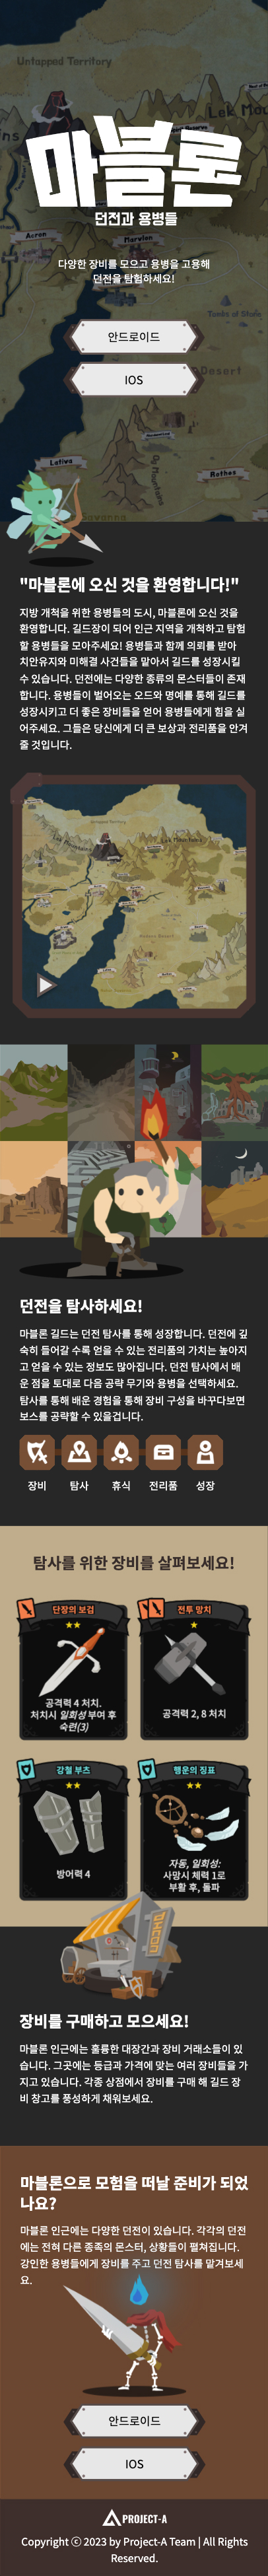 Untapped Territory
Lek Mou
마블론
던전과 용병들
Acron
Marvlen
다양한 장비를 모으고 용병을 고용해
던전을 탐험하세요!
Tombs of Stone
안드로이드
Desert
IOS
Lativa
Rothes
Og Mountains
Savanna
"마블론에 오신 것을 환영합니다!"
지방 개척을 위한 용병들의 도시, 마블론에 오신 것을
환영합니다. 길드장이 되어 인근 지역을 개척하고 탐험
할 용병들을 모아주세요! 용병들과 함께 의뢰를 받아
치안유지와 미해결 사건들을 맡아서 길드를 성장시킬
수 있습니다. 던전에는 다양한 종류의 몬스터들이 존재
합니다. 용병들이 벌어오는 오드와 명예를 통해 길드를
성장시키고 더 좋은 장비들을 얻어 용병들에게 힘을 실
어주세요. 그들은 당신에게 더 큰 보상과 전리품을 안겨
줄 것입니다.
Untapped Territory
Lek Mountains
던전을 탐사하세요!
마블론 길드는 던전 탐사를 통해 성장합니다. 던전에 깊
숙히 들어갈 수록 얻을 수 있는 전리품의 가치는 높아지
고 얻을 수 있는 정보도 많아집니다. 던전 탐사에서 배
운 점을 토대로 다음 공략 무기와 용병을 선택하세요.
탐사를 통해 배운 경험을 통해 장비 구성을 바꾸다보면
보스를 공략할 수 있을겁니다.
장비 탐사 휴식 전리품 성장
탐사를 위한 장비를 살펴보세요!
단장의 보검
공격력 4 처치.
처치시 일회성 부여 후
숙련(3)
전투 망치
공격력 2, 8 처치
강철 부츠
방어력 4
행운의 징표
자동, 일회성:
사망시 체력 1로
부활 후, 돌파
장비를 구매하고 모으세요!
마블론 인근에는 훌륭한 대장간과 장비 거래소들이 있
습니다. 그곳에는 등급과 가격에 맞는 여러 장비들을 가
지고 있습니다. 각종 상점에서 장비를 구매 해 길드 장
비 창고를 풍성하게 채워보세요.
마블론으로 모험을 떠날 준비가 되었
나요?
마블론 인근에는 다양한 던전이 있습니다. 각각의 던전
에는 전혀 다른 종족의 몬스터, 상황들이 펼쳐집니다.
강인한 용병들에게 장비를 주고 던전 탐사를 맡겨보세
요.
안드로이드
IOS
PROJECT-A
Copyright ⓒ 2023 by Project-A Team | All Rights
Reserved.